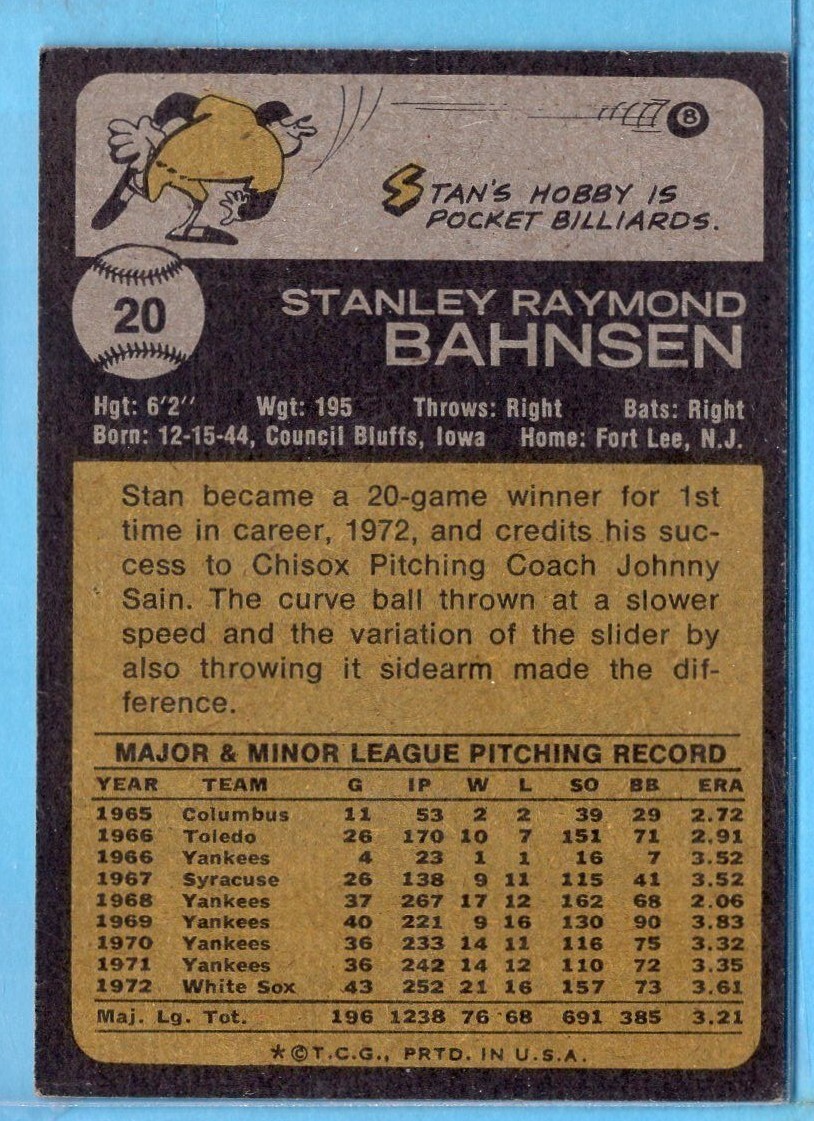 8
STAN'S HOBBY IS
POCKET BILLIARDS.
20
STANLEY RAYMOND
BAHNSEN
Hgt: 6'2" Wgt: 195 Throws: Right Bats: Right
Born: 12-15-44, Council Bluffs, Iowa Home: Fort Lee, N.J.
Stan became a 20-game winner for 1st
time in career, 1972, and credits his suc-
cess to Chisox Pitching Coach Johnny
Sain. The curve ball thrown at a slower
speed and the variation of the slider by
also throwing it sidearm made the dif-
ference.
MAJOR & MINOR LEAGUE PITCHING RECORD
YEAR TEAM G IP W L SO BB ERA
1965 Columbus 11 53 2 2 39 29 2.72
1966 Toledo 26 170 10 7 151 71 2.91
1966 Yankees 4 23 1 1 16 7 3.52
1967 Syracuse 26 138 9 11 115 41 3.52
1968 Yankees 37 267 17 12 162 68 2.06
1969 Yankees 40 221 9 16 130 90 3.83
1970 Yankees 36 233 14 11 116 75 3.32
1971 Yankees 36 242 14 12 110 72 3.35
1972 White Sox 43 252 21 16 157 73 3.61
Maj. Lg. Tot. 196 1238 76 68 691 385 3.21
*©T.C.G., PRTD. IN U.S.A.